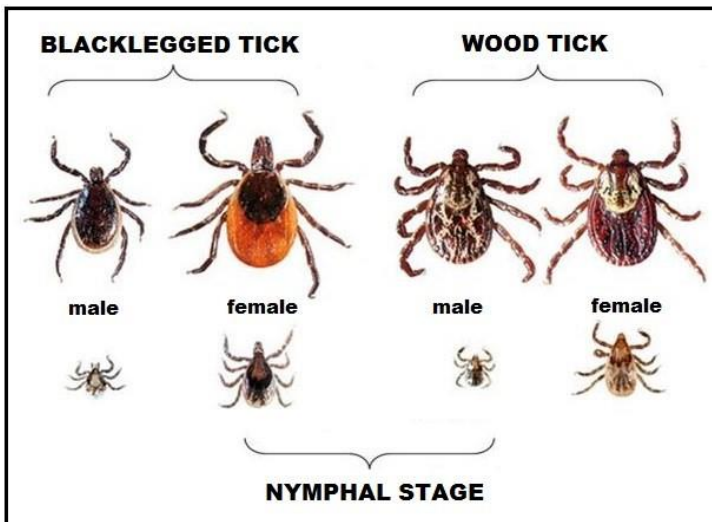 BLACKLEGGED TICK
WOOD TICK
male
female
male
female
NYMPHAL STAGE